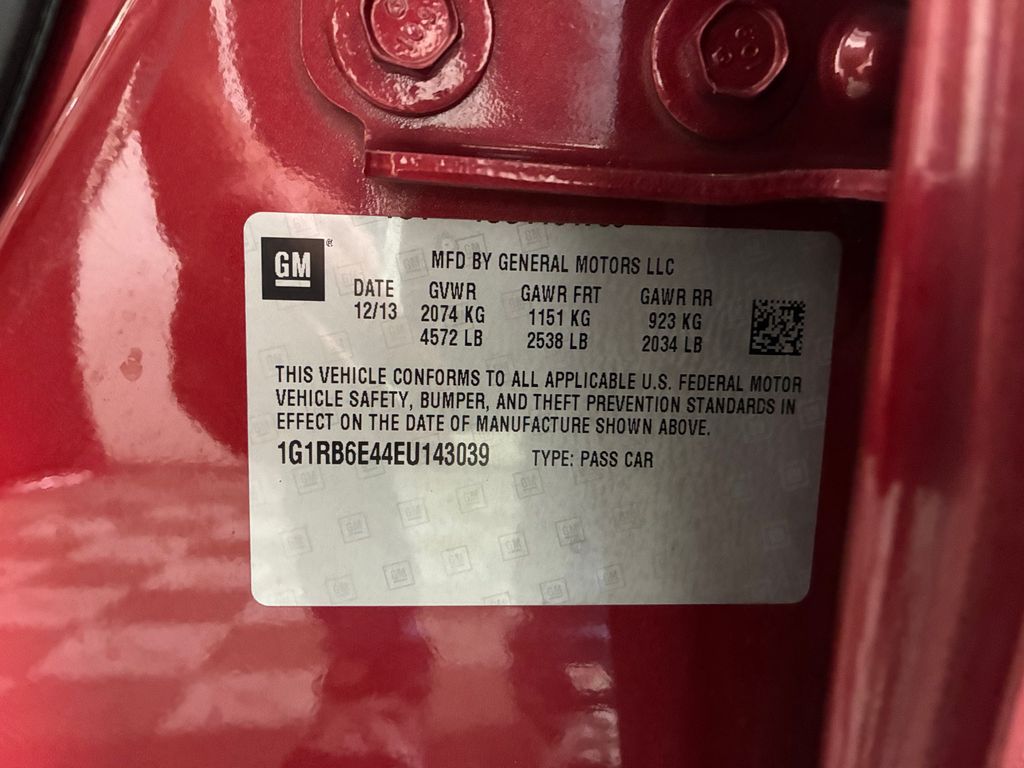 GM
MFD BY GENERAL MOTORS LLC
DATE GVWR GAWR FRT GAWR RR
12/13 2074 KG 1151 KG 923 KG
4572 LB 2538 LB 2034 LB
THIS VEHICLE CONFORMS TO ALL APPLICABLE U.S. FEDERAL MOTOR
VEHICLE SAFETY, BUMPER, AND THEFT PREVENTION STANDARDS IN
EFFECT ON THE DATE OF MANUFACTURE SHOWN ABOVE.
1G1RB6E44EU143039 TYPE: PASS CAR